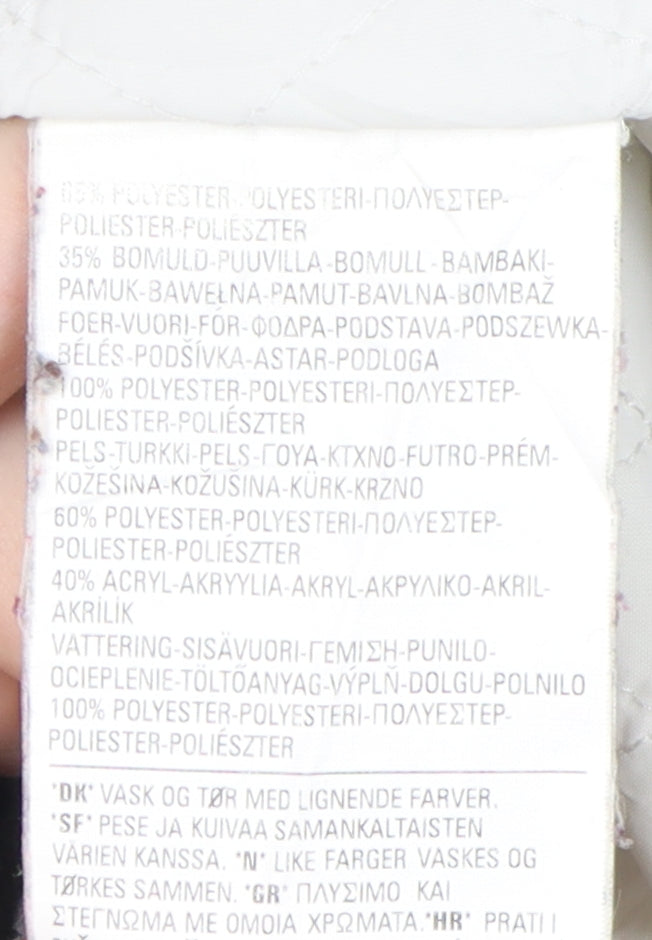 65% POLYESTER-POLYESTERI-ΠΟΛΥΕΣΤΕΡ-
POLIESTER-POLIÉSZTER
35% BOMULD-PUUVILLA-BOMULL-BAMBAKI-
PAMUK-BAWEŁNA-PAMUT-BAVLNA-BOMBAŽ
FOER-VUORI-FÓR-ΦΟΔΡΑ-PODSTAVA-PODSZEWKA-
BÉLÉS-PODŠÍVKA-ASTAR-PODLOGA
100% POLYESTER-POLYESTERI-ΠΟΛΥΕΣΤΕΡ-
POLIESTER-POLIÉSZTER
PELS-TURKKI-PELS-ΓΟΥΑ-KTXNO-FUTRO-PRÉM-
KOŽEŠINA-KOŽUŠINA-KÜRK-KRZNO
60% POLYESTER-POLYESTERI-ΠΟΛΥΕΣΤΕΡ-
POLIESTER-POLIÉSZTER
40% ACRYL-AKRYYLIA-AKRYL-ΑΚΡΥΛΙΚΟ-AKRIL-
AKRİLİK
VATTERING-SISÄVUORI-ΓΕΜΙΣΗ-PUNILO-
OCIEPLENIE-TÖLTŐANYAG-VÝPLŇ-DOLGU-POLNILO
100% POLYESTER-POLYESTERI-ΠΟΛΥΕΣΤΕΡ-
POLIESTER-POLIÉSZTER
*DK* VASK OG TØR MED LIGNENDE FARVER.
*SF* PESE JA KUIVAA SAMANKALTAISTEN
VÄRIEN KANSSA. *N* LIKE FARGER VASKES OG
TØRKES SAMMEN. *GR* ΠΛΥΣΙΜΟ ΚΑΙ
ΣΤΕΓΝΩΜΑ ΜΕ ΟΜΟΙΑ ΧΡΩΜΑΤΑ.*HR* PRATI I